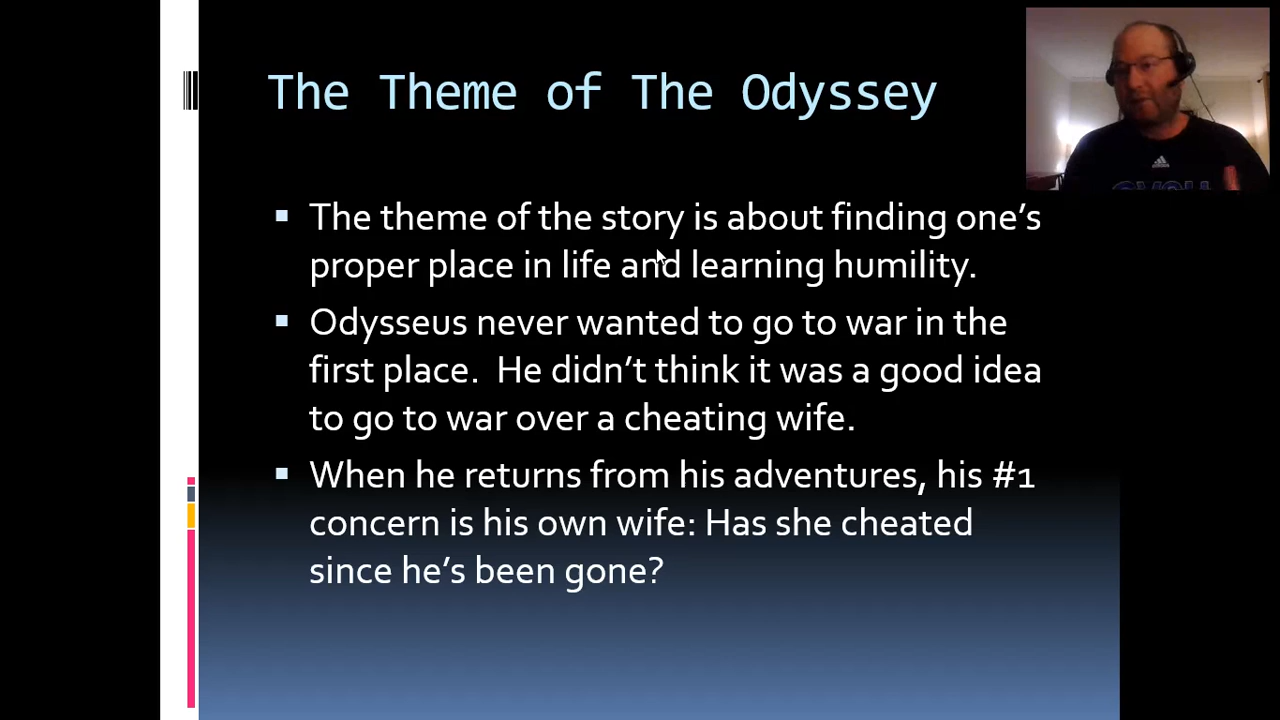 The Theme of The Odyssey
The theme of the story is about finding one's
proper place in life and learning humility.
Odysseus never wanted to go to war in the
first place.  He didn't think it was a good idea
to go to war over a cheating wife.
When he returns from his adventures, his #1
concern is his own wife: Has she cheated
since he's been gone?